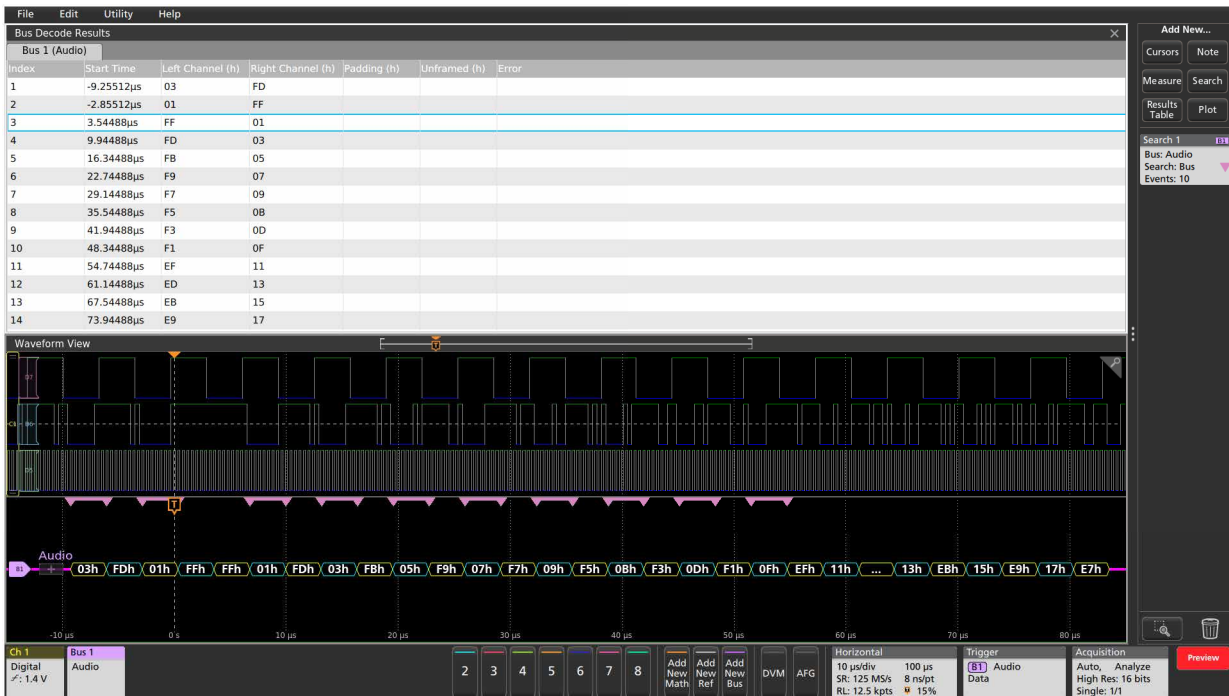 File Edit Utility Help
Bus Decode Results
Bus 1 (Audio)
Index Start Time Left Channel (h) Right Channel (h) Padding (h) Unframed (h) Error
1 -9.25512µs 03 FD
2 -2.85512µs 01 FF
3 3.54488µs FF 01
4 9.94488µs FD 03
5 16.34488µs FB 05
6 22.74488µs F9 07
7 29.14488µs F7 09
8 35.54488µs F5 0B
9 41.94488µs F3 0D
10 48.34488µs F1 0F
11 54.74488µs EF 11
12 61.14488µs ED 13
13 67.54488µs EB 15
14 73.94488µs E9 17
Waveform View
T
D7
C1 D6
D5
T
Audio
B1 + 03h FDh 01h FFh FFh 01h FDh 03h FBh 05h F9h 07h F7h 09h F5h 0Bh F3h 0Dh F1h 0Fh EFh 11h ... 13h EBh 15h E9h 17h E7h
-10 µs 0 s 10 µs 20 µs 30 µs 40 µs 50 µs 60 µs 70 µs 80 µs
Add New...
Cursors Note
Measure Search
Results Table Plot
Search 1 B1
Bus: Audio
Search: Bus
Events: 10
Ch 1
Digital
: 1.4 V
Bus 1
Audio
2 3 4 5 6 7 8
Add New Math
Add New Ref
Add New Bus
DVM AFG
Horizontal
10 µs/div 100 µs
SR: 125 MS/s 8 ns/pt
RL: 12.5 kpts 15%
Trigger
B1 Audio
Data
Acquisition
Auto, Analyze
High Res: 16 bits
Single: 1/1
Preview